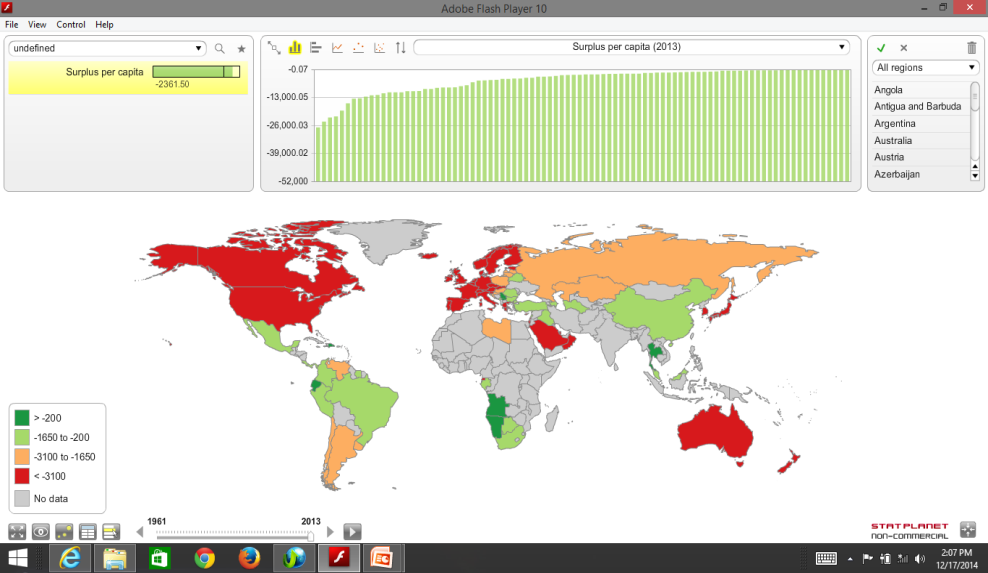 Adobe Flash Player 10
File View Control Help
undefined
Surplus per capita
-2361.50
Surplus per capita (2013)
-0.07
-13,000.05
-26,000.03
-39,000.02
-52,000
All regions
Angola
Antigua and Barbuda
Argentina
Australia
Austria
Azerbaijan
> -200
-1650 to -200
-3100 to -1650
< -3100
No data
1961
2013
STATPLANET
NON-COMMERCIAL
2:07 PM
12/17/2014